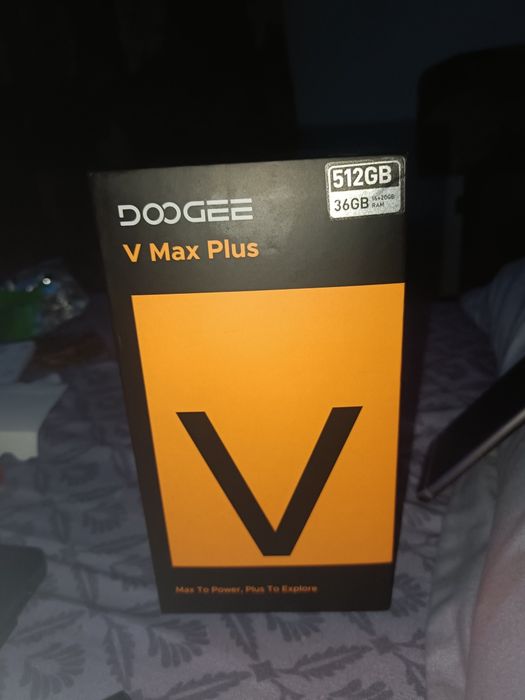 DOOGEE
V Max Plus
512GB
36GB 16+20GB
RAM
V
Max To Power, Plus To Explore